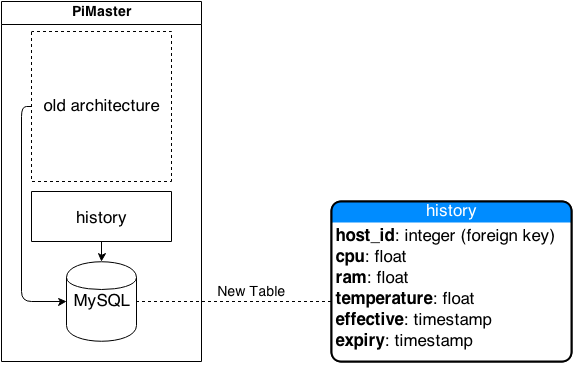 PiMaster
old architecture
history
MySQL
New Table
history
host_id: integer (foreign key)
cpu: float
ram: float
temperature: float
effective: timestamp
expiry: timestamp